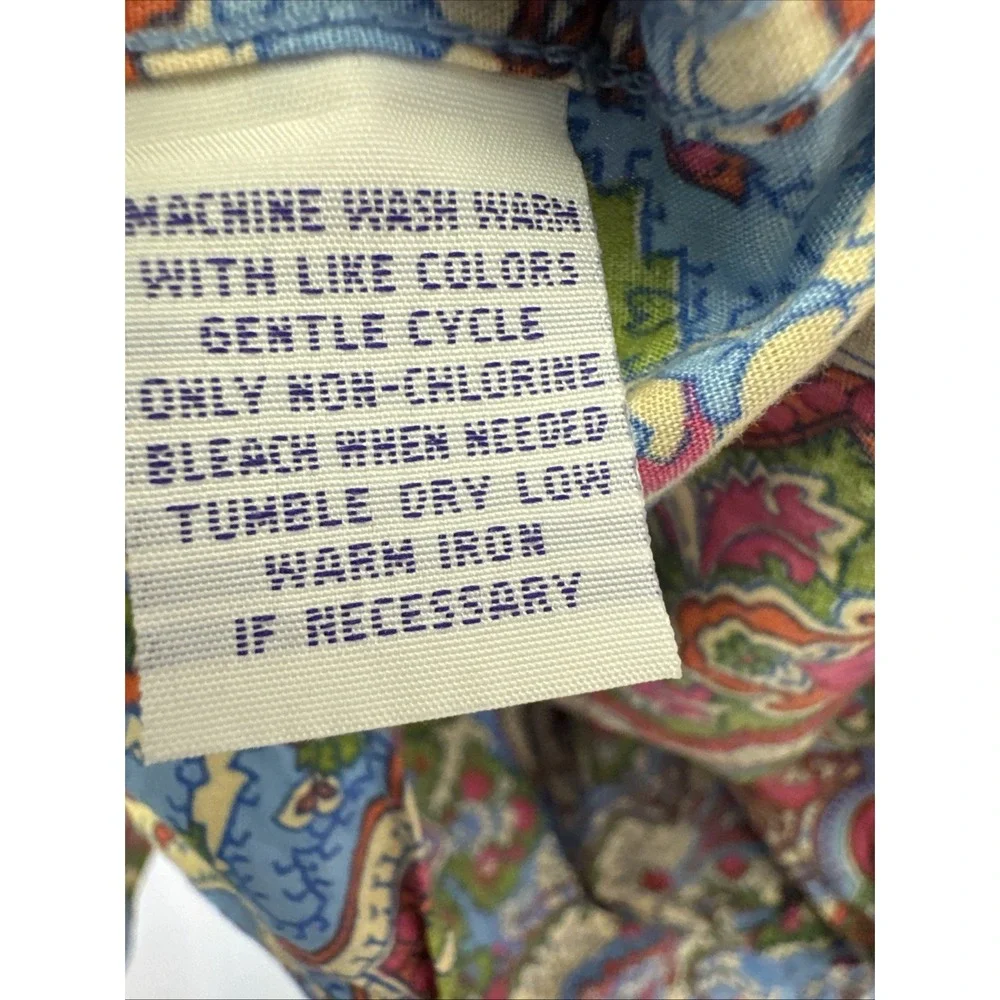 MACHINE WASH WARM
WITH LIKE COLORS
GENTLE CYCLE
ONLY NON-CHLORINE
BLEACH WHEN NEEDED
TUMBLE DRY LOW
WARM IRON
IF NECESSARY